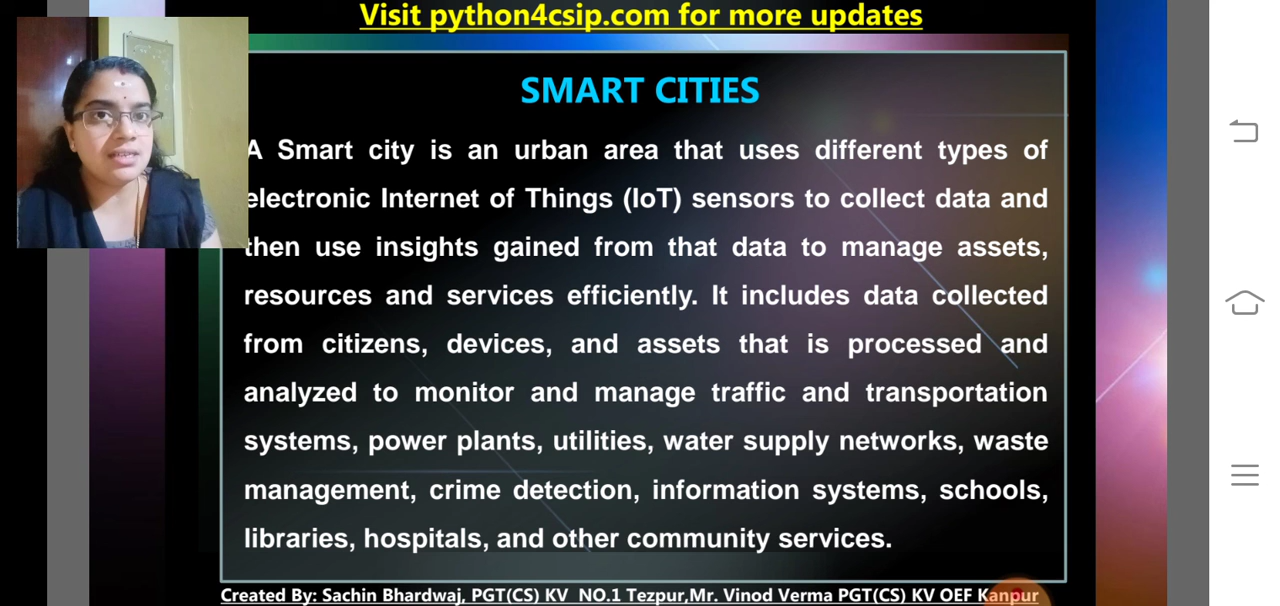 Visit python4csip.com for more updates
SMART CITIES
A Smart city is an urban area that uses different types of
electronic Internet of Things (IoT) sensors to collect data and
then use insights gained from that data to manage assets,
resources and services efficiently. It includes data collected
from citizens, devices, and assets that is processed and
analyzed to monitor and manage traffic and transportation
systems, power plants, utilities, water supply networks, waste
management, crime detection, information systems, schools,
libraries, hospitals, and other community services.
Created By: Sachin Bhardwaj, PGT(CS) KV NO.1 Tezpur,Mr. Vinod Verma PGT(CS) KV OEF Kanpur